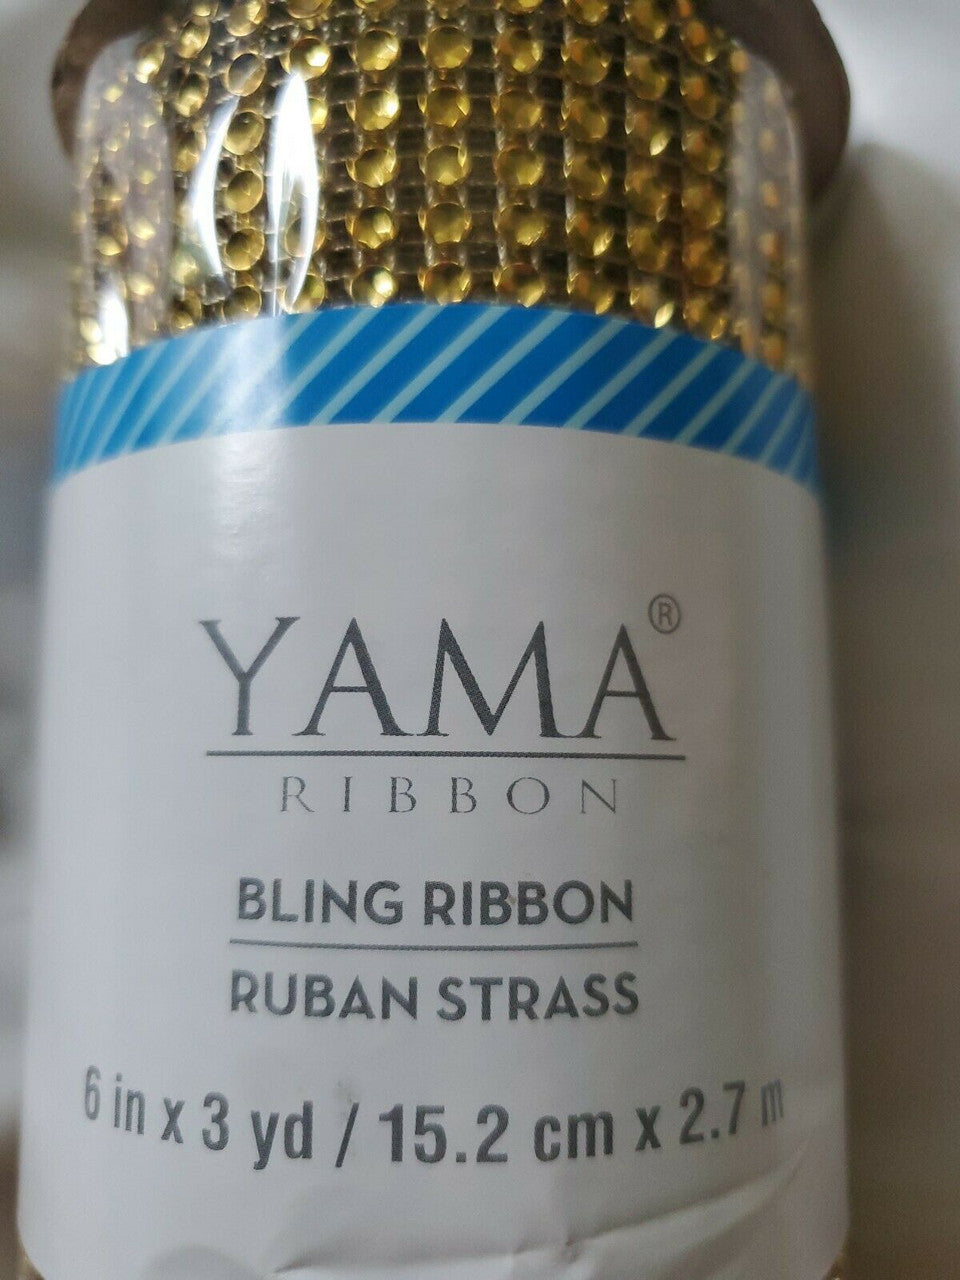 YAMA®
RIBBON
BLING RIBBON
RUBAN STRASS
6 in x 3 yd / 15.2 cm x 2.7 m